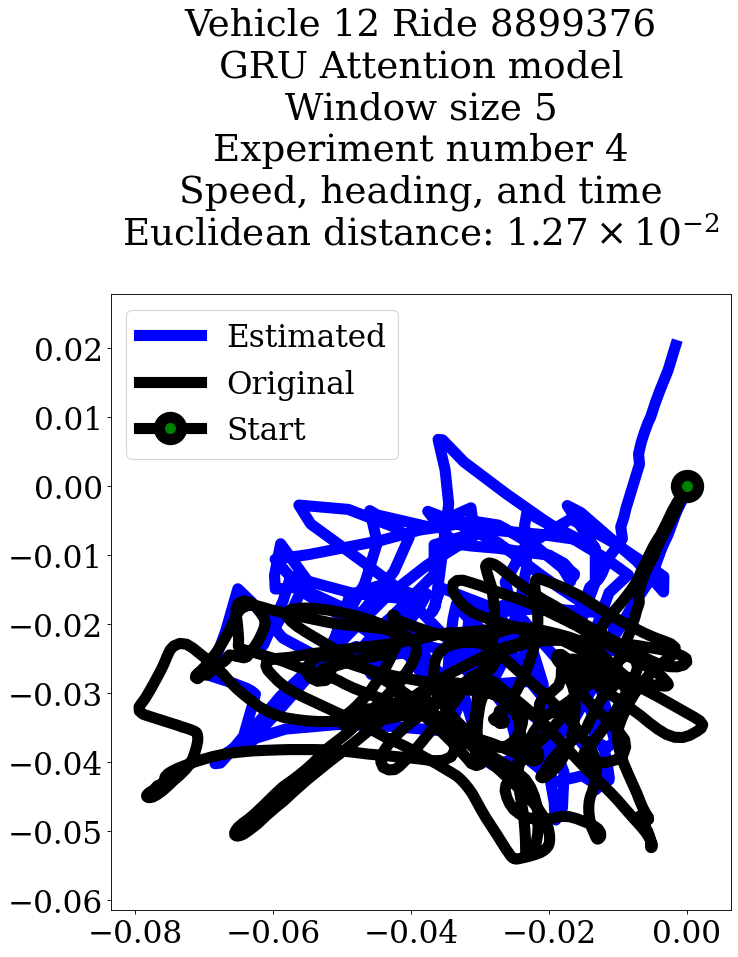 Vehicle 12 Ride 8899376
GRU Attention model
Window size 5
Experiment number 4
Speed, heading, and time
Euclidean distance: 1.27 × 10⁻²
Estimated
Original
Start
0.02
0.01
0.00
−0.01
−0.02
−0.03
−0.04
−0.05
−0.06
−0.08 −0.06 −0.04 −0.02 0.00